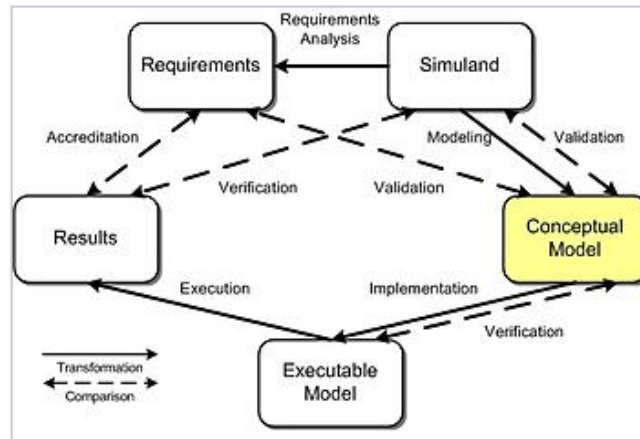 Requirements
Analysis
Requirements
Simuland
Accreditation
Modeling
Validation
Verification
Validation
Results
Conceptual
Model
Execution
Implementation
Verification
Transformation
Comparison
Executable
Model